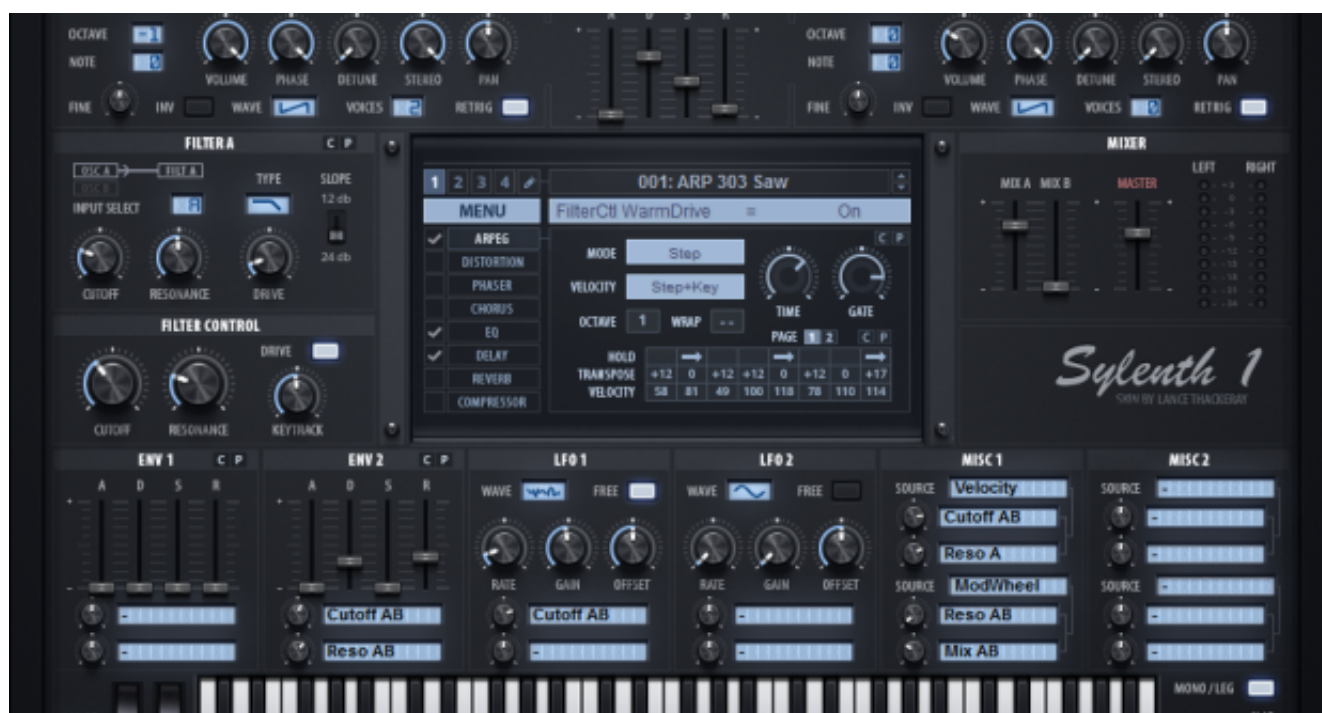 A D S R
OCTAVE -1 OCTAVE 0
NOTE 0 NOTE 0
VOLUME PHASE DETUNE STEREO PAN VOLUME PHASE DETUNE STEREO PAN
FINE INV WAVE VOICES 2 RETRIG FINE INV WAVE VOICES 0 RETRIG
FILTER A C P
OSC A FILT A
OSC B
TYPE SLOPE
12 db
INPUT SELECT A
24 db
CUTOFF RESONANCE DRIVE
FILTER CONTROL
DRIVE
CUTOFF RESONANCE KEYTRACK
1 2 3 4 001: ARP 303 Saw
MENU FilterCtl WarmDrive = On
ARPEG
DISTORTION
PHASER
CHORUS
EQ
DELAY
REVERB
COMPRESSOR
C P
MODE Step
VELOCITY Step+Key
TIME GATE
OCTAVE 1 WRAP --
PAGE 1 2 C P
HOLD
TRANSPOSE +12 0 +12 +12 0 +12 0 +17
VELOCITY 58 81 49 100 118 78 110 114
MIXER
MIX A MIX B MASTER LEFT RIGHT
Sylenth 1
SKIN BY LANCE THACKERAY
ENV 1 C P
A D S R
-
-
ENV 2 C P
A D S R
Cutoff AB
Reso AB
LFO 1
WAVE FREE
RATE GAIN OFFSET
Cutoff AB
-
LFO 2
WAVE FREE
RATE GAIN OFFSET
-
-
MISC 1
SOURCE Velocity
Cutoff AB
Reso A
SOURCE ModWheel
Reso AB
Mix AB
MISC 2
SOURCE -
-
-
SOURCE -
-
-
MONO / LEG